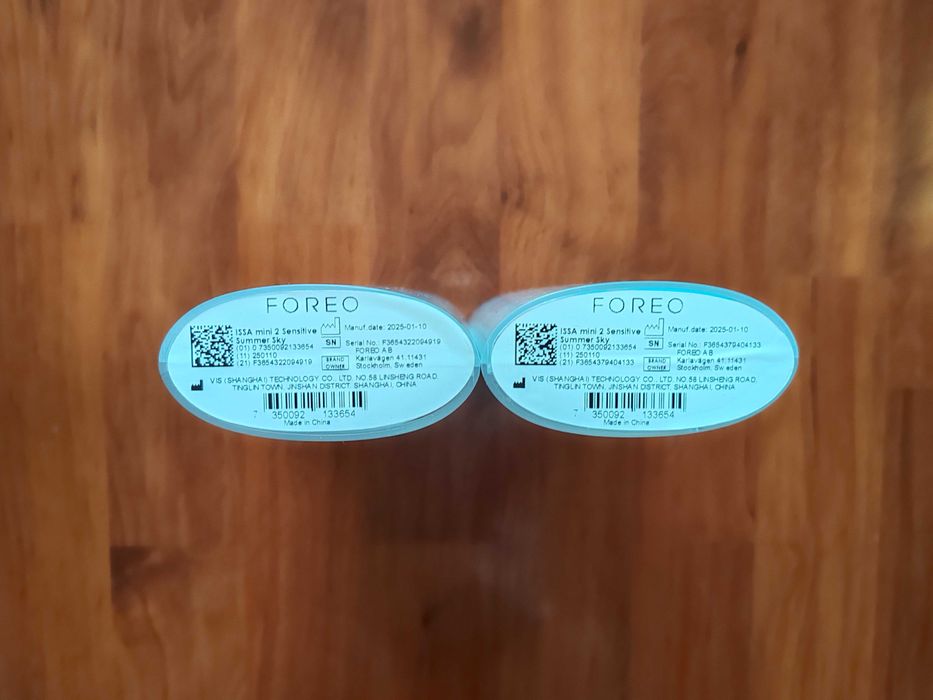 FOREO
ISSA mini 2 Sensitive
Summer Sky
(01) 0 7350092133654
(11) 250110
(21) F3654322094919
Manuf.date: 2025-01-10
SN Serial No.: F3654322094919
BRAND OWNER
FOREO AB
Karlavägen 41,11431
Stockholm, Sweden
VIS (SHANGHAI) TECHNOLOGY CO., LTD. NO.58 LINSHENG ROAD,
TINGLIN TOWN, JINSHAN DISTRICT, SHANGHAI, CHINA
7 350092 133654
Made in China
FOREO
ISSA mini 2 Sensitive
Summer Sky
(01) 0 7350092133654
(11) 250110
(21) F3654379404133
Manuf.date: 2025-01-10
SN Serial No.: F3654379404133
BRAND OWNER
FOREO AB
Karlavägen 41,11431
Stockholm, Sweden
VIS (SHANGHAI) TECHNOLOGY CO., LTD. NO.58 LINSHENG ROAD,
TINGLIN TOWN, JINSHAN DISTRICT, SHANGHAI, CHINA
7 350092 133654
Made in China